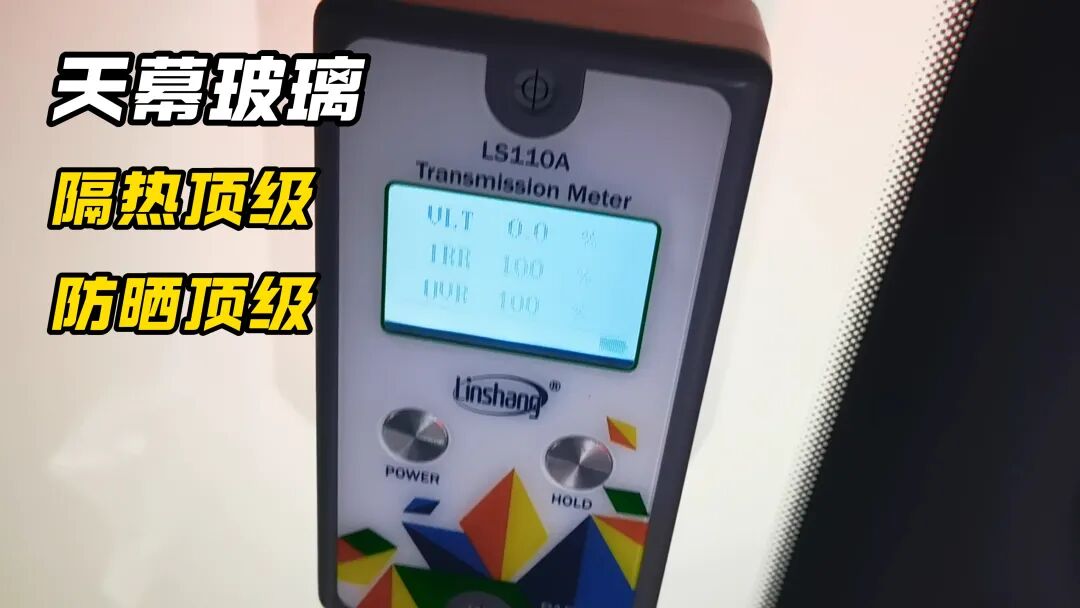 天幕玻璃
隔热顶级
防晒顶级
LS110A
Transmission Meter
VLT 0.0 %
IRR 100 %
UVR 100 %
Linshang®
POWER
HOLD